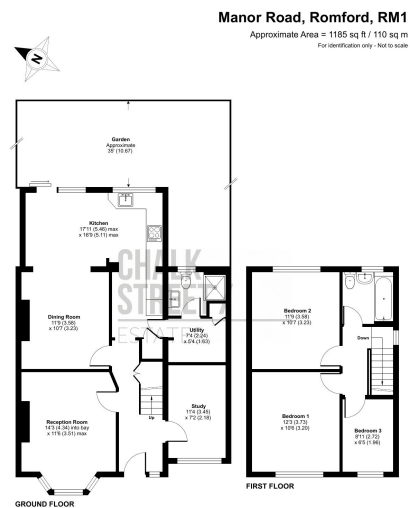 Manor Road, Romford, RM1
Approximate Area = 1185 sq ft / 110 sq m
For identification only - Not to scale
N
Garden
Approximate
35' (10.67)
Kitchen
17'11 (5.46) max
x 16'9 (5.11) max
CHALK
STREET
ESTATE
Dining Room
11'9 (3.58)
x 10'7 (3.23)
Utility
7'4 (2.24)
x 5'4 (1.63)
Bedroom 2
11'9 (3.58)
x 10'7 (3.23)
Down
Reception Room
14'3 (4.34) into bay
x 11'6 (3.51) max
Up
Study
11'4 (3.45)
x 7'2 (2.18)
Bedroom 1
12'3 (3.73)
x 10'6 (3.20)
Bedroom 3
8'11 (2.72)
x 6'5 (1.96)
GROUND FLOOR
FIRST FLOOR